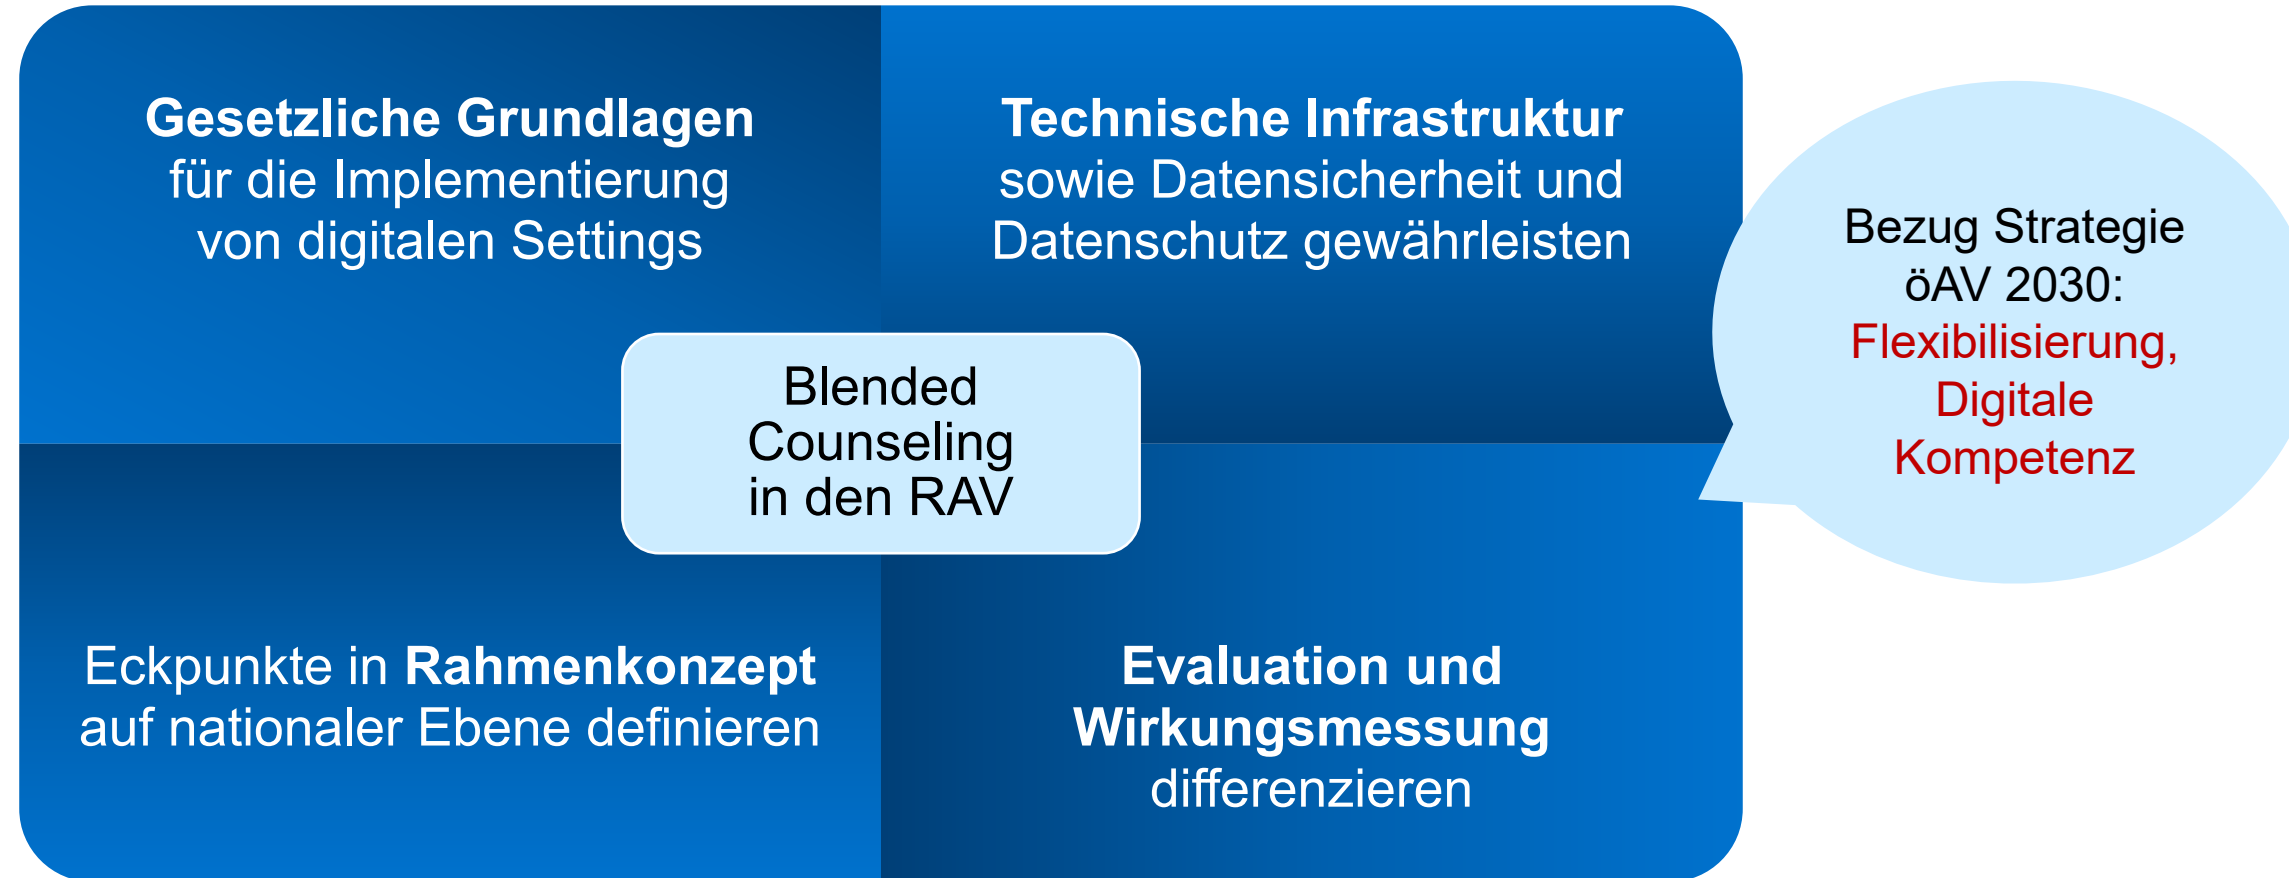 Gesetzliche Grundlagen
für die Implementierung
von digitalen Settings
Technische Infrastruktur
sowie Datensicherheit und
Datenschutz gewährleisten
Blended
Counseling
in den RAV
Eckpunkte in Rahmenkonzept
auf nationaler Ebene definieren
Evaluation und
Wirkungsmessung
differenzieren
Bezug Strategie
öAV 2030:
Flexibilisierung,
Digitale
Kompetenz